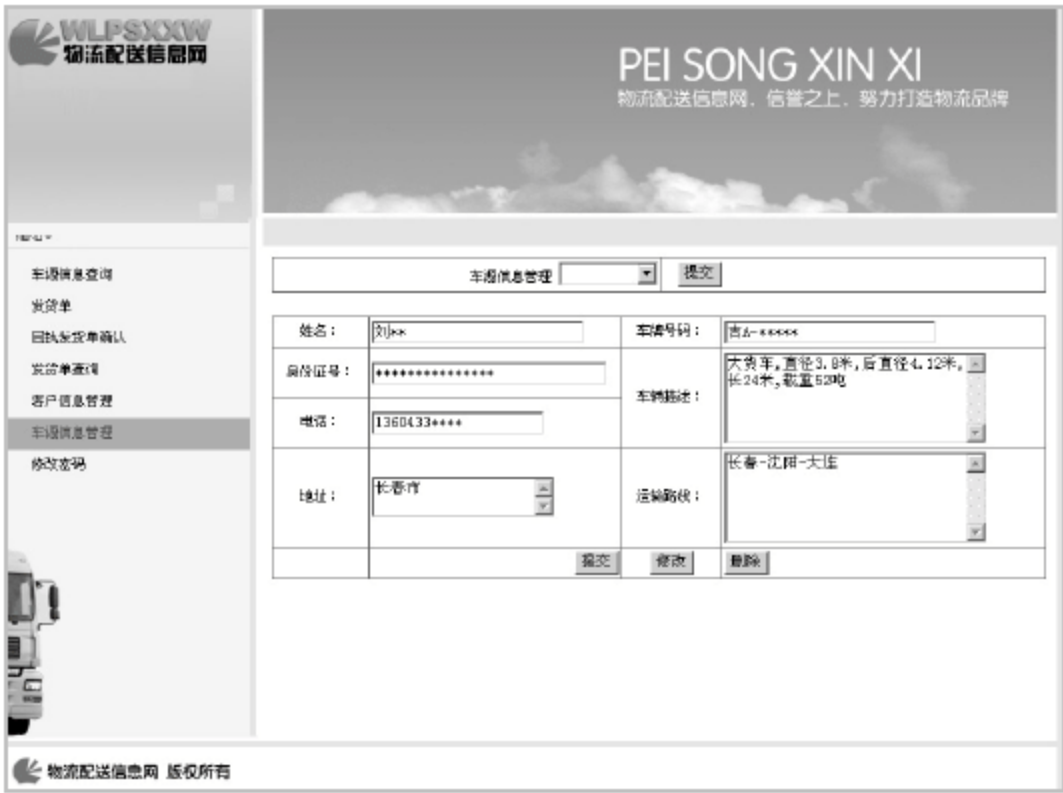 WLPSXXW
物流配送信息网
PEI SONG XIN XI
物流配送信息网，信誉之上，努力打造物流品牌
车源信息查询
发货单
回执发货单确认
发货单查询
客户信息管理
车源信息管理
修改密码
车源信息管理 提交
姓名： 刘** 车牌号码： 吉A-*****
身份证号： ***************
车辆描述： 大货车,直径3.8米,后直径4.12米,
长24米,载重52吨
电话： 1360433****
地址： 长春市
运输路线： 长春-沈阳-大连
提交 修改 删除
物流配送信息网 版权所有